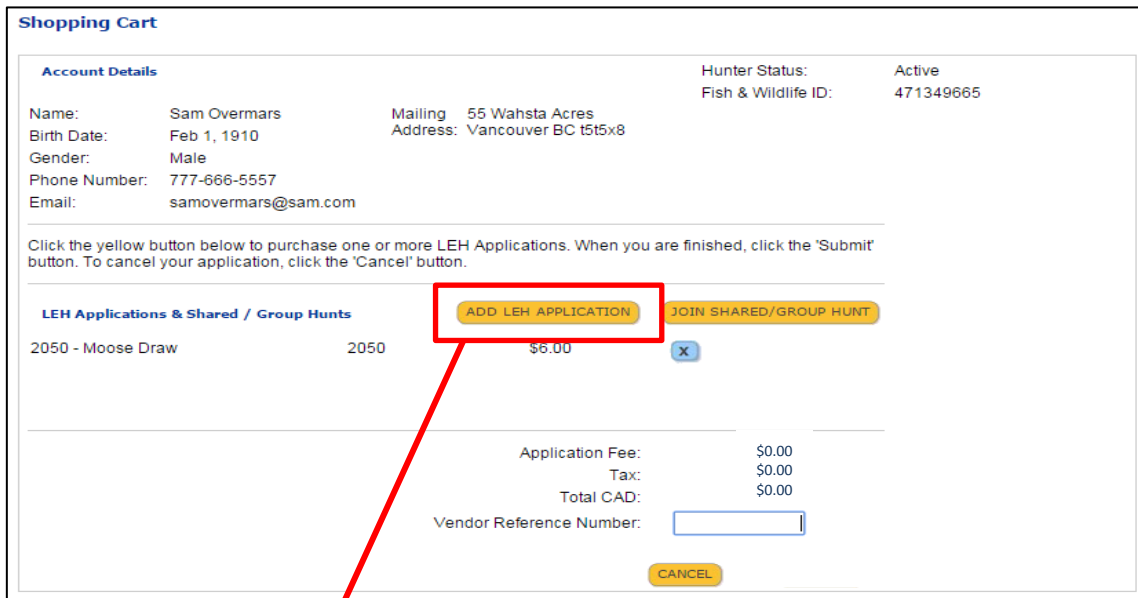 Shopping Cart
Account Details
Hunter Status: Active
Fish & Wildlife ID: 471349665
Name: Sam Overmars
Mailing Address: 55 Wahsta Acres
Vancouver BC t5t5x8
Birth Date: Feb 1, 1910
Gender: Male
Phone Number: 777-666-5557
Email: samovermars@sam.com
Click the yellow button below to purchase one or more LEH Applications. When you are finished, click the 'Submit'
button. To cancel your application, click the 'Cancel' button.
LEH Applications & Shared / Group Hunts ADD LEH APPLICATION JOIN SHARED/GROUP HUNT
2050 - Moose Draw 2050 $6.00 X
Application Fee: $0.00
Tax: $0.00
Total CAD: $0.00
Vendor Reference Number:
CANCEL